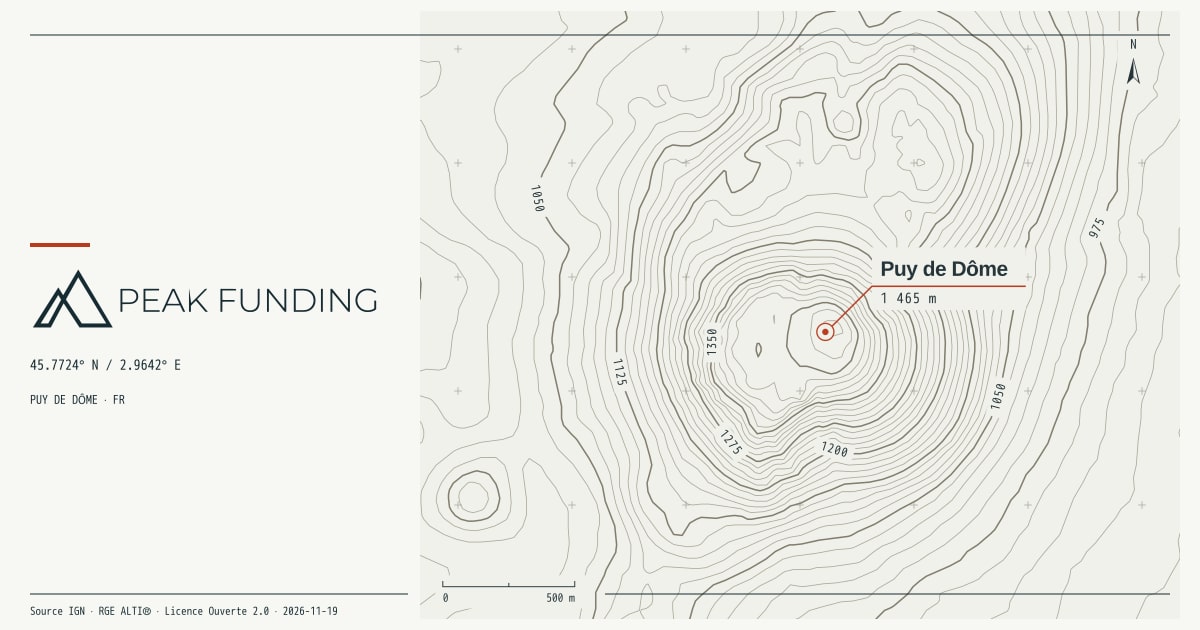 PEAK FUNDING
45.7724° N / 2.9642° E
PUY DE DÔME · FR
Source IGN · RGE ALTI® · Licence Ouverte 2.0 · 2026-11-19
N
1050
975
Puy de Dôme
1 465 m
1350
1125
1050
1275
1200
0 500 m